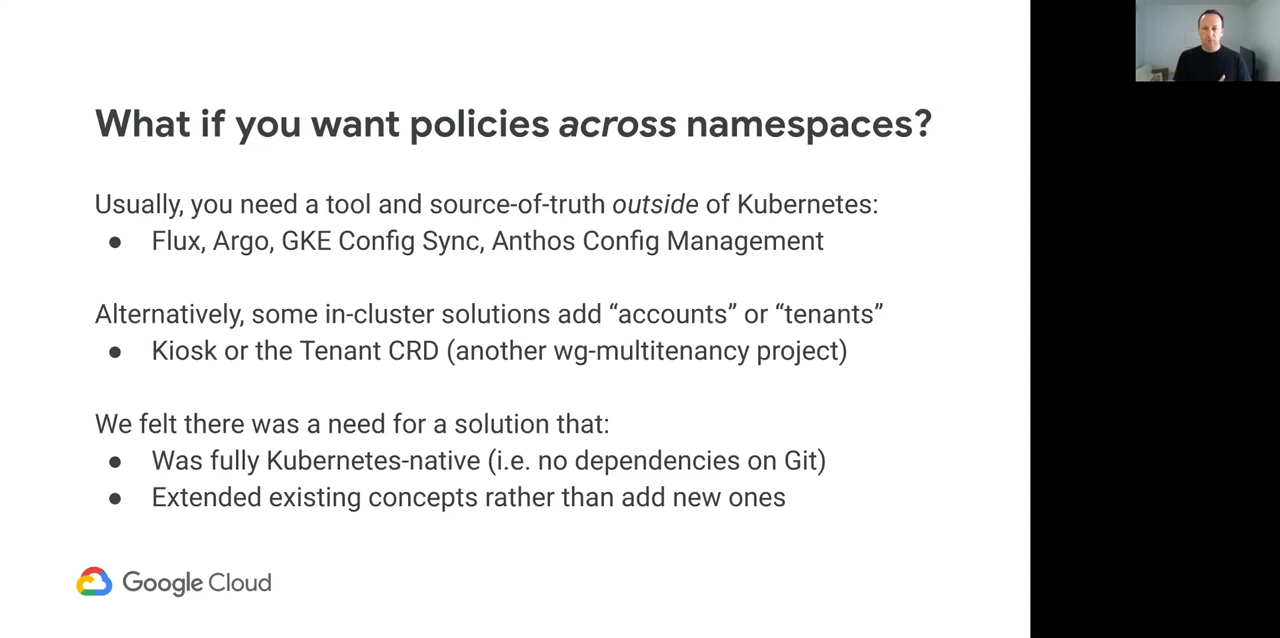 What if you want policies across namespaces?
Usually, you need a tool and source-of-truth outside of Kubernetes:
● Flux, Argo, GKE Config Sync, Anthos Config Management
Alternatively, some in-cluster solutions add “accounts” or “tenants”
● Kiosk or the Tenant CRD (another wg-multitenancy project)
We felt there was a need for a solution that:
● Was fully Kubernetes-native (i.e. no dependencies on Git)
● Extended existing concepts rather than add new ones
Google Cloud